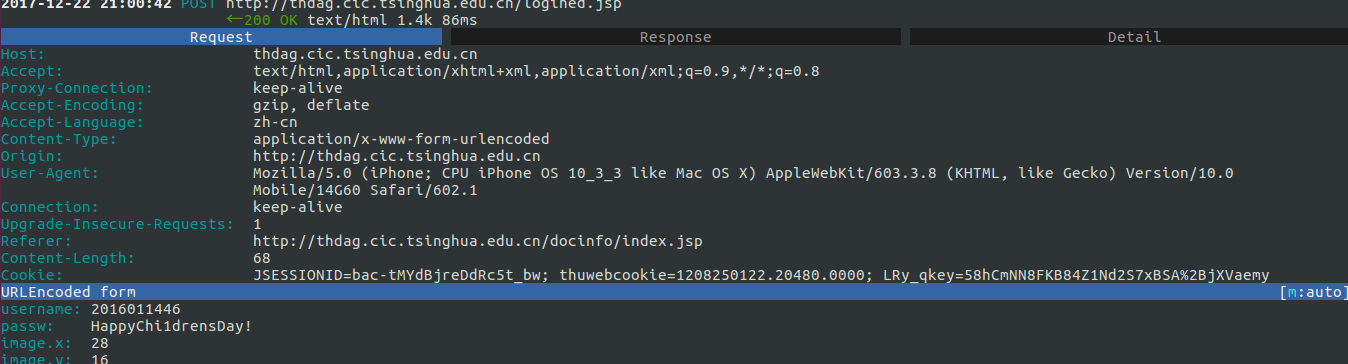 2017-12-22 21:00:42 POST http://thdag.cic.tsinghua.edu.cn/logined.jsp
←200 OK text/html 1.4k 86ms
Request Response Detail
Host: thdag.cic.tsinghua.edu.cn
Accept: text/html,application/xhtml+xml,application/xml;q=0.9,*/*;q=0.8
Proxy-Connection: keep-alive
Accept-Encoding: gzip, deflate
Accept-Language: zh-cn
Content-Type: application/x-www-form-urlencoded
Origin: http://thdag.cic.tsinghua.edu.cn
User-Agent: Mozilla/5.0 (iPhone; CPU iPhone OS 10_3_3 like Mac OS X) AppleWebKit/603.3.8 (KHTML, like Gecko) Version/10.0
Mobile/14G60 Safari/602.1
Connection: keep-alive
Upgrade-Insecure-Requests: 1
Referer: http://thdag.cic.tsinghua.edu.cn/docinfo/index.jsp
Content-Length: 68
Cookie: JSESSIONID=bac-tMYdBjreDdRc5t_bw; thuwebcookie=1208250122.20480.0000; LRy_qkey=58hCmNN8FKB84Z1Nd2S7xBSA%2BjXVaemy
URLEncoded form [m:auto]
username: 2016011446
passw: HappyChi1drensDay!
image.x: 28
image.y: 16